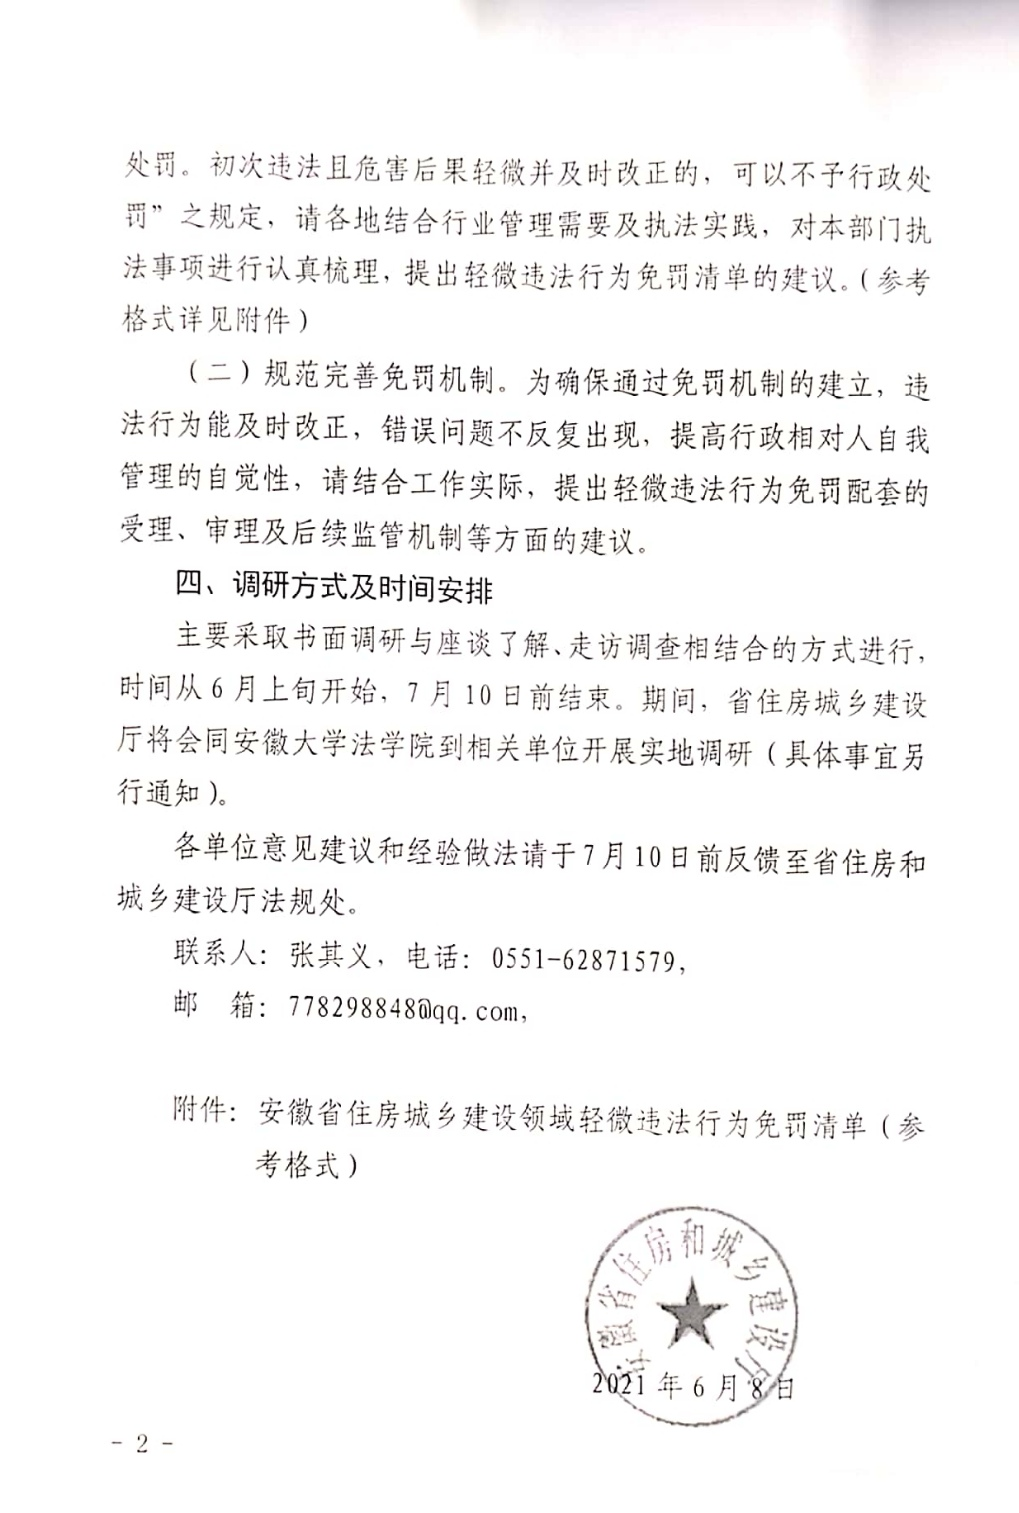 处罚。初次违法且危害后果轻微并及时改正的，可以不予行政处
罚”之规定，请各地结合行业管理需要及执法实践，对本部门执
法事项进行认真梳理，提出轻微违法行为免罚清单的建议。（参考
格式详见附件）
（二）规范完善免罚机制。为确保通过免罚机制的建立，违
法行为能及时改正，错误问题不反复出现，提高行政相对人自我
管理的自觉性，请结合工作实际，提出轻微违法行为免罚配套的
受理、审理及后续监管机制等方面的建议。
四、调研方式及时间安排
主要采取书面调研与座谈了解、走访调查相结合的方式进行，
时间从6月上旬开始，7月10日前结束。期间，省住房城乡建设
厅将会同安徽大学法学院到相关单位开展实地调研（具体事宜另
行通知）。
各单位意见建议和经验做法请于7月10日前反馈至省住房和
城乡建设厅法规处。
联系人：张其义，电话：0551-62871579，
邮　箱：778298848@qq.com，
附件：安徽省住房城乡建设领域轻微违法行为免罚清单（参
考格式）
安徽省住房和城乡建设厅
2021年6月8日
- 2 -